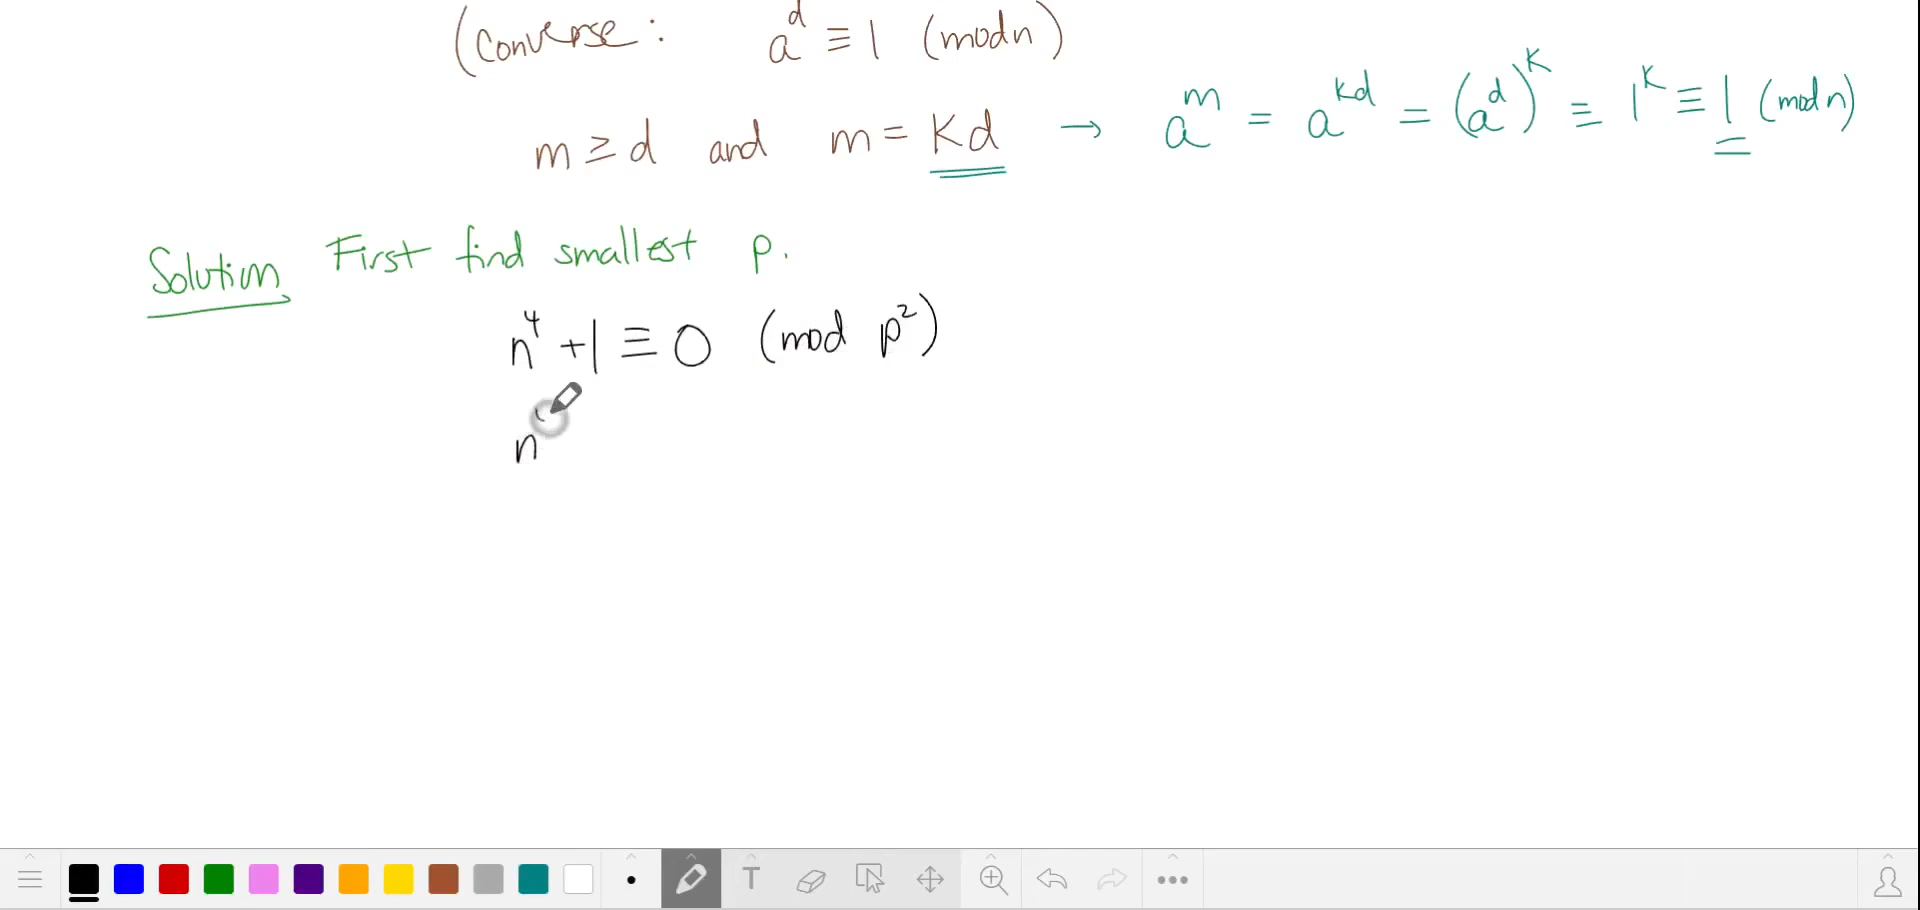 (Converse: a^d ≡ 1 (mod n)
m ≥ d and m = Kd → a^m = a^{kd} = (a^d)^K ≡ 1^K ≡ 1 (mod n)
Solution First find smallest p.
n^4 + 1 ≡ 0 (mod p^2)
n
T